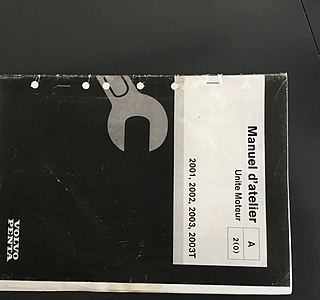 Manuel d'atelier
Unité Moteur
A
2(0)
2001, 2002, 2003, 2003T
VOLVO
PENTA